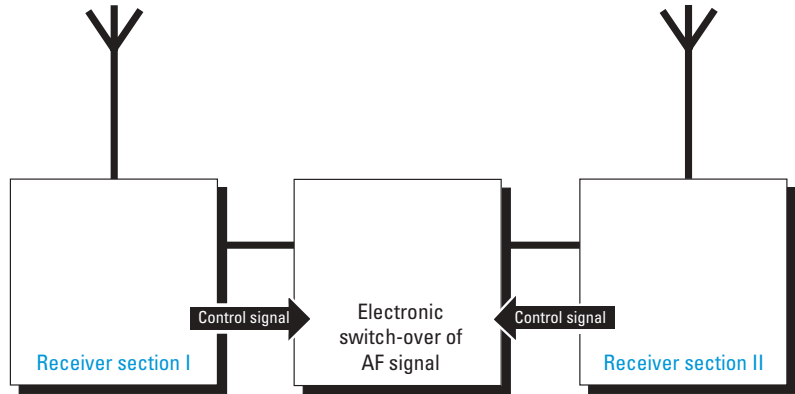 Control signal
Receiver section I
Electronic
switch-over of
AF signal
Control signal
Receiver section II